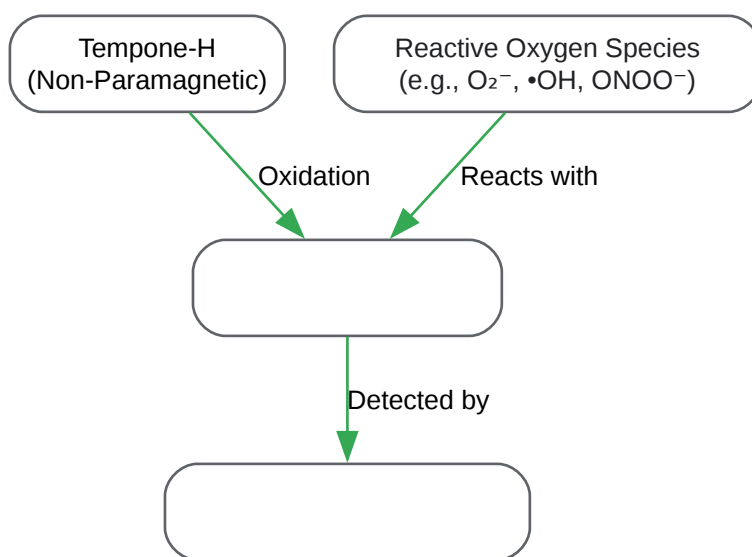 Tempone-H
(Non-Paramagnetic)
Reactive Oxygen Species
(e.g., O₂⁻, •OH, ONOO⁻)
Oxidation
Reacts with
Detected by